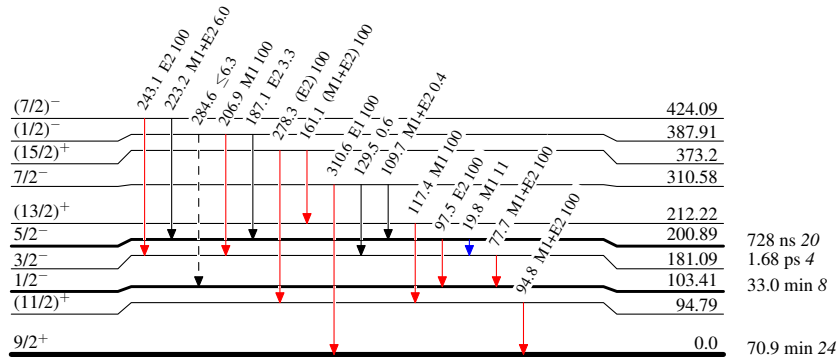 243.1 E2 100
223.2 M1+E2 6.0
284.6 ≤6.3
206.9 M1 100
187.1 E2 3.3
278.3 (E2) 100
161.1 (M1+E2) 100
310.6 E1 100
129.5 0.6
109.7 M1+E2 0.4
117.4 M1 100
97.5 E2 100
19.8 M1 11
77.7 M1+E2 100
94.8 M1+E2 100
(7/2)⁻ 424.09
(1/2)⁻ 387.91
(15/2)⁺ 373.2
7/2⁻ 310.58
(13/2)⁺ 212.22
5/2⁻ 200.89 728 ns 20
3/2⁻ 181.09 1.68 ps 4
1/2⁻ 103.41 33.0 min 8
(11/2)⁺ 94.79
9/2⁺ 0.0 70.9 min 24